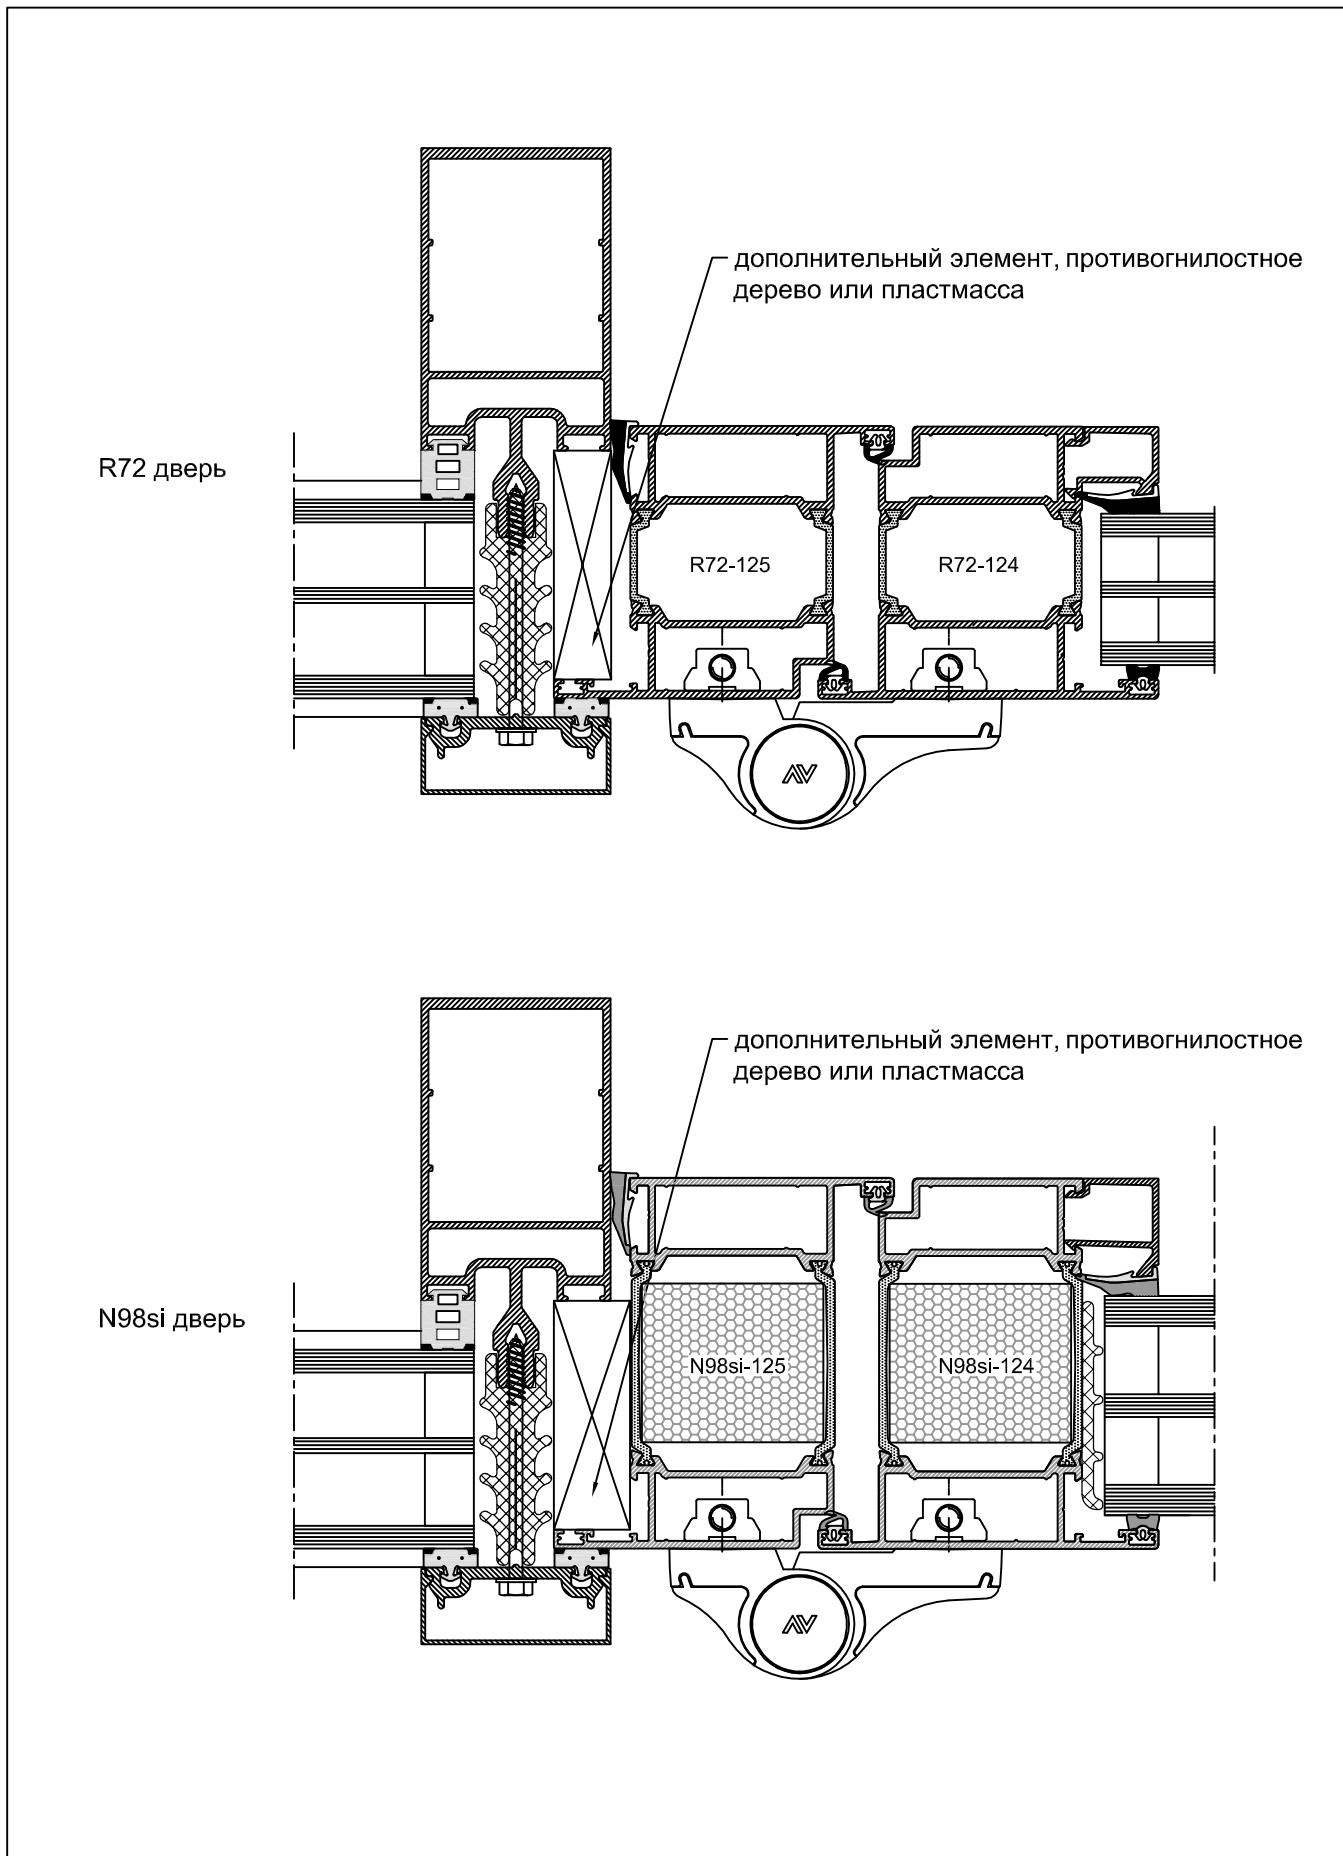 дополнительный элемент, противогнилостное
дерево или пластмасса
R72 дверь
R72-125
R72-124
дополнительный элемент, противогнилостное
дерево или пластмасса
N98si дверь
N98si-125
N98si-124